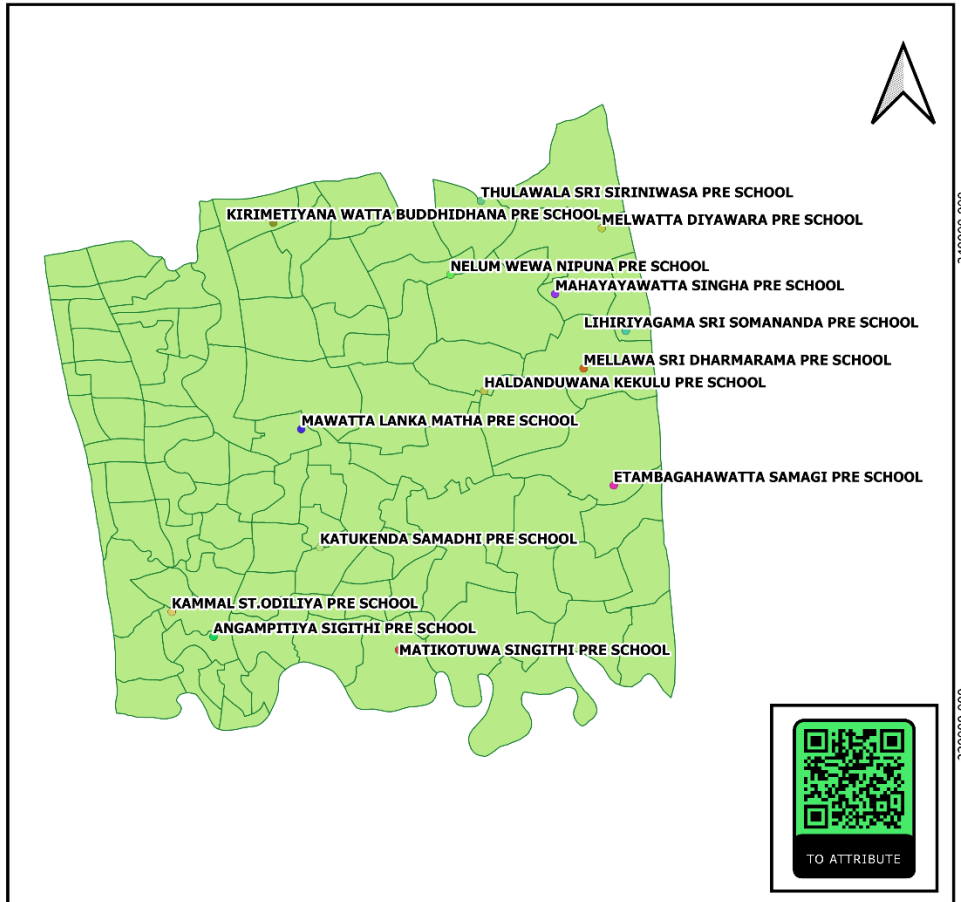 THULAWALA SRI SIRINIWASA PRE SCHOOL
KIRIMETIYANA WATTA BUDDHIDHANA PRE SCHOOL
MELWATTA DIYAWARA PRE SCHOOL
NELUM WEWA NIPUNA PRE SCHOOL
MAHAYAYAWATTA SINGHA PRE SCHOOL
LIHIRIYAGAMA SRI SOMANANDA PRE SCHOOL
MELLAWA SRI DHARMARAMA PRE SCHOOL
HALDANDUWANA KEKULU PRE SCHOOL
MAWATTA LANKA MATHA PRE SCHOOL
ETAMBAGAHAWATTA SAMAGI PRE SCHOOL
KATUKENDA SAMADHI PRE SCHOOL
KAMMAL ST.ODILIYA PRE SCHOOL
ANGAMPITIYA SIGITHI PRE SCHOOL
MATIKOTUWA SINGITHI PRE SCHOOL
TO ATTRIBUTE